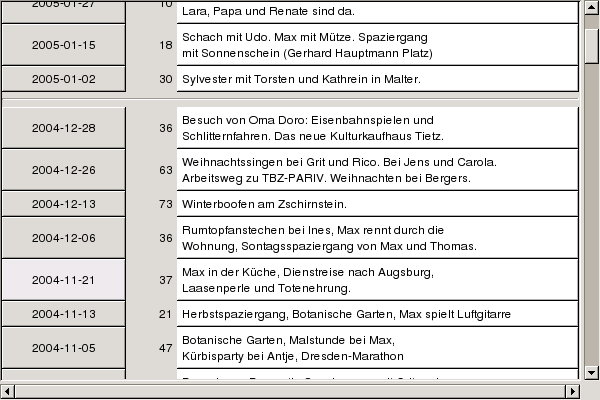 2005-01-27 10 Lara, Papa und Renate sind da.
2005-01-15 18 Schach mit Udo. Max mit Mütze. Spaziergang
mit Sonnenschein (Gerhard Hauptmann Platz)
2005-01-02 30 Sylvester mit Torsten und Kathrein in Malter.
2004-12-28 36 Besuch von Oma Doro: Eisenbahnspielen und
Schlitternfahren. Das neue Kulturkaufhaus Tietz.
2004-12-26 63 Weihnachtssingen bei Grit und Rico. Bei Jens und Carola.
Arbeitsweg zu TBZ-PARIV. Weihnachten bei Bergers.
2004-12-13 73 Winterboofen am Zschirnstein.
2004-12-06 36 Rumtopfanstechen bei Ines, Max rennt durch die
Wohnung, Sontagsspaziergang von Max und Thomas.
2004-11-21 37 Max in der Küche, Dienstreise nach Augsburg,
Laasenperle und Totenehrung.
2004-11-13 21 Herbstspaziergang, Botanische Garten, Max spielt Luftgitarre
2004-11-05 47 Botanische Garten, Malstunde bei Max,
Kürbisparty bei Antje, Dresden-Marathon